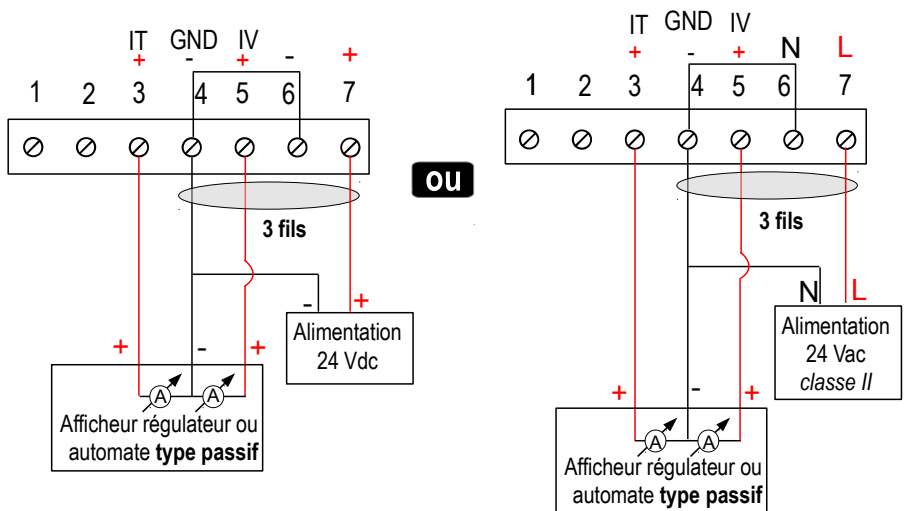 IT GND IV
+ - + - +
1 2 3 4 5 6 7
3 fils
- +
Alimentation
24 Vdc
+ - +
A A
Afficheur régulateur ou
automate type passif
ou
IT GND IV N L
+ - +
1 2 3 4 5 6 7
3 fils
N L
Alimentation
24 Vac
classe II
+ - +
A A
Afficheur régulateur ou
automate type passif